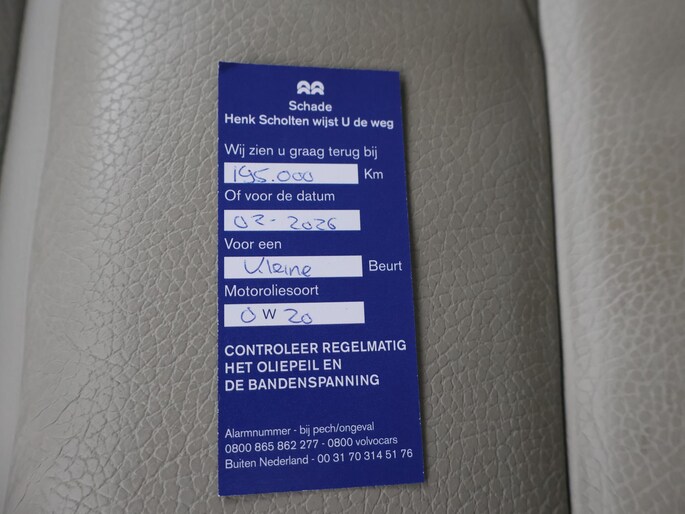 Schade
Henk Scholten wijst U de weg
Wij zien u graag terug bij
195.000 Km
Of voor de datum
02-2026
Voor een
Kleine Beurt
Motoroliesoort
0 W 20
CONTROLEER REGELMATIG
HET OLIEPEIL EN
DE BANDENSPANNING
Alarmnummer - bij pech/ongeval
0800 865 862 277 - 0800 volvocars
Buiten Nederland - 00 31 70 314 51 76